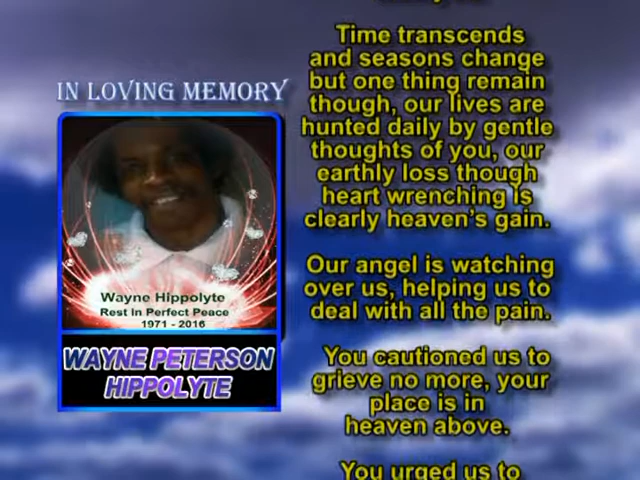 IN LOVING MEMORY
Wayne Hippolyte
Rest In Perfect Peace
1971 - 2016
WAYNE PETERSON
HIPPOLYTE
Time transcends
and seasons change
but one thing remain
though, our lives are
hunted daily by gentle
thoughts of you, our
earthly loss though
heart wrenching is
clearly heaven's gain.
Our angel is watching
over us, helping us to
deal with all the pain.
You cautioned us to
grieve no more, your
place is in
heaven above.
You urged us to